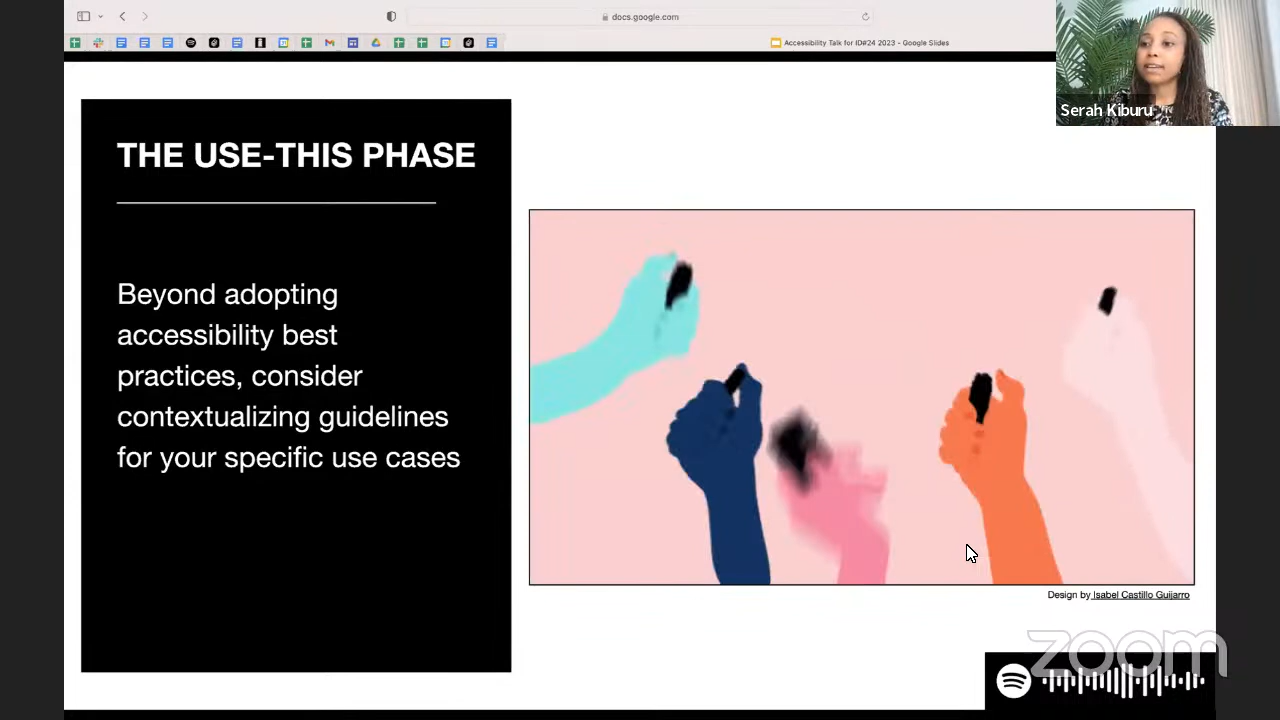 docs.google.com
Accessibility Talk for ID#24 2023 - Google Slides
Serah Kiburu
THE USE-THIS PHASE
Beyond adopting
accessibility best
practices, consider
contextualizing guidelines
for your specific use cases
Design by Isabel Castillo Guijarro
zoom